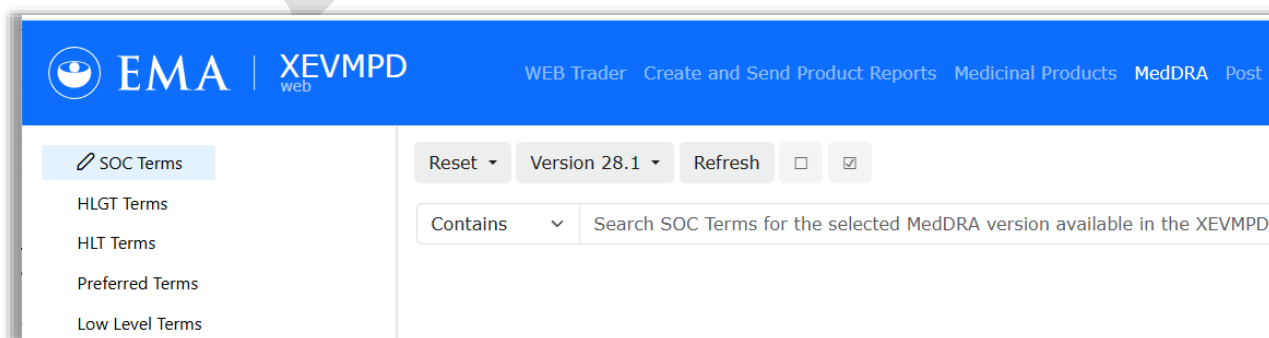 EMA XEVMPD
web
WEB Trader Create and Send Product Reports Medicinal Products MedDRA Post
SOC Terms
HLGT Terms
HLT Terms
Preferred Terms
Low Level Terms
Reset Version 28.1 Refresh
Contains Search SOC Terms for the selected MedDRA version available in the XEVMPD